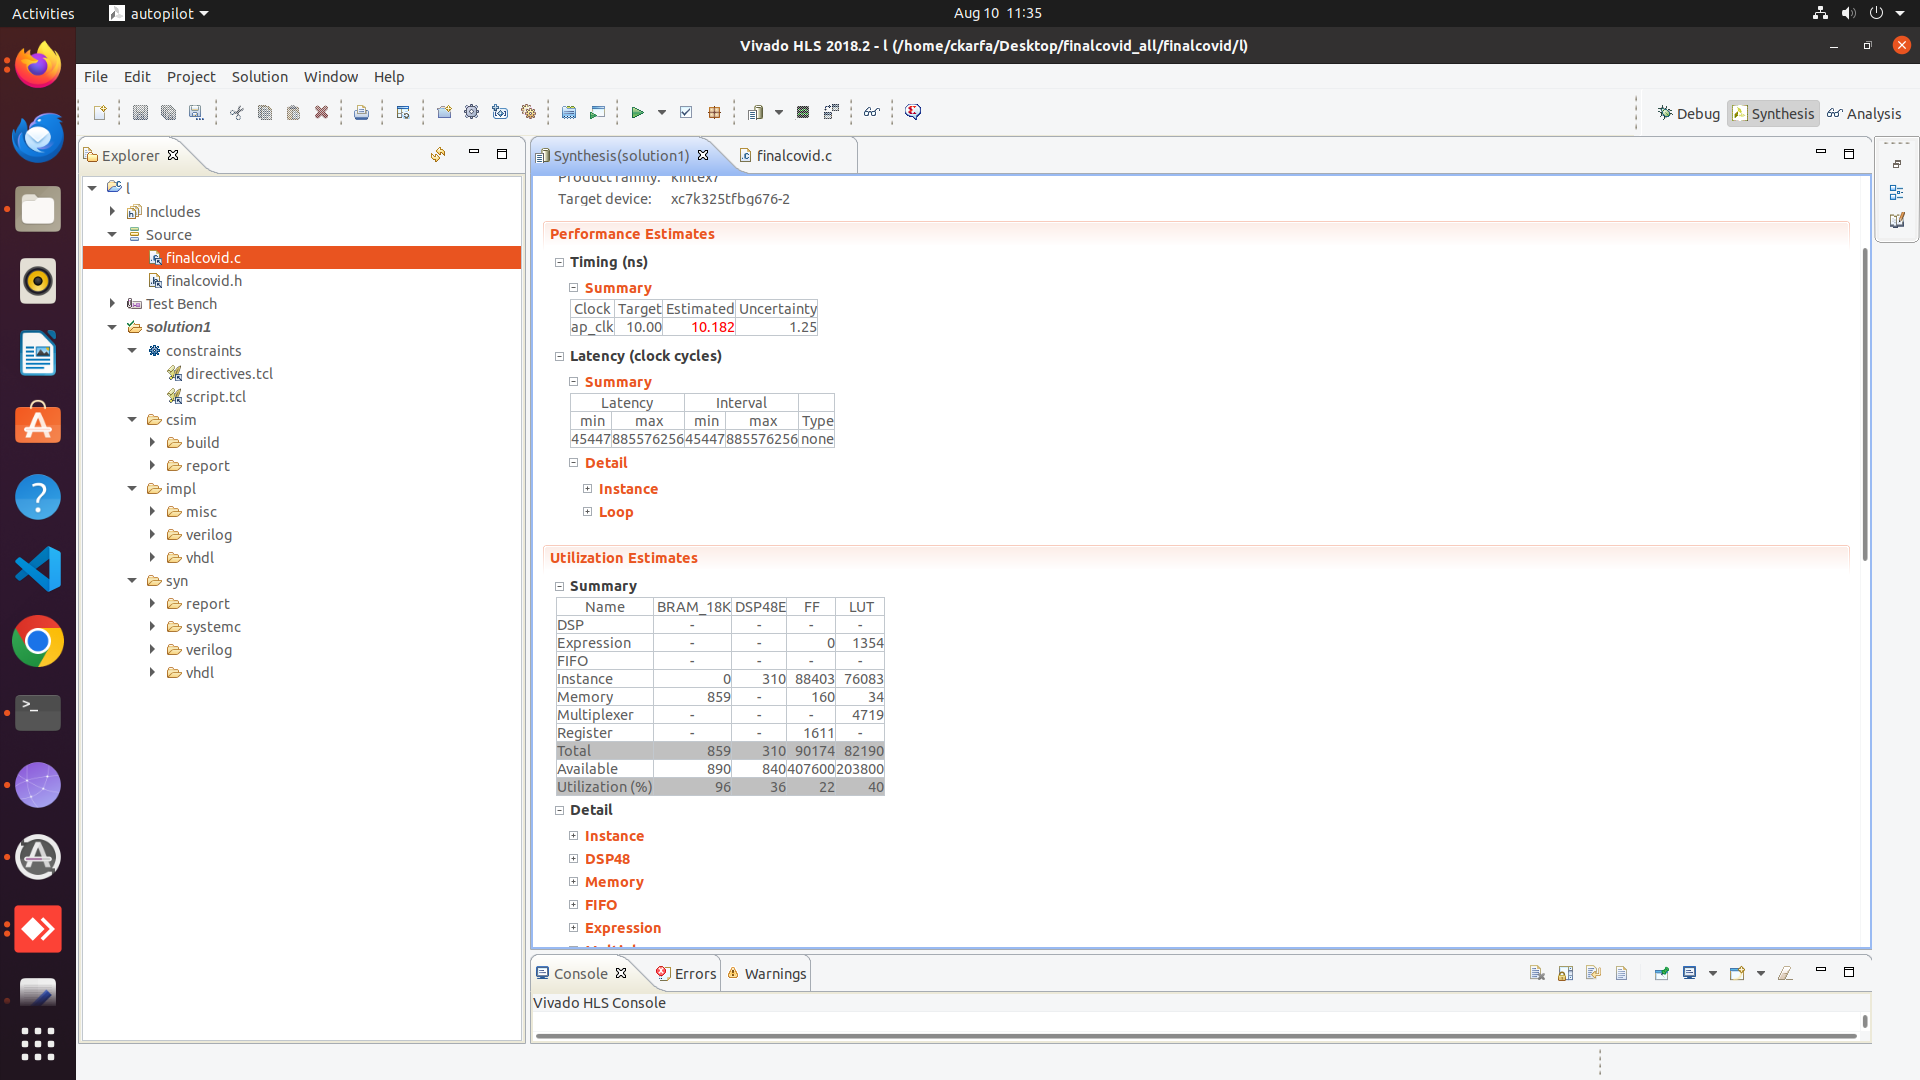 Activities autopilot Aug 10 11:35
Vivado HLS 2018.2 - l (/home/ckarfa/Desktop/finalcovid_all/finalcovid/l)
File Edit Project Solution Window Help
Debug Synthesis Analysis
Explorer
l
Includes
Source
finalcovid.c
finalcovid.h
Test Bench
solution1
constraints
directives.tcl
script.tcl
csim
build
report
impl
misc
verilog
vhdl
syn
report
systemc
verilog
vhdl
Synthesis(solution1) finalcovid.c
Product family: kintex7
Target device: xc7k325tfbg676-2
Performance Estimates
Timing (ns)
Summary
Clock Target Estimated Uncertainty
ap_clk 10.00 10.182 1.25
Latency (clock cycles)
Summary
Latency Interval
min max min max Type
45447 885576256 45447 885576256 none
Detail
Instance
Loop
Utilization Estimates
Summary
Name BRAM_18K DSP48E FF LUT
DSP - - - -
Expression - - 0 1354
FIFO - - - -
Instance 0 310 88403 76083
Memory 859 - 160 34
Multiplexer - - - 4719
Register - - 1611 -
Total 859 310 90174 82190
Available 890 840 407600 203800
Utilization (%) 96 36 22 40
Detail
Instance
DSP48
Memory
FIFO
Expression
Console Errors Warnings
Vivado HLS Console